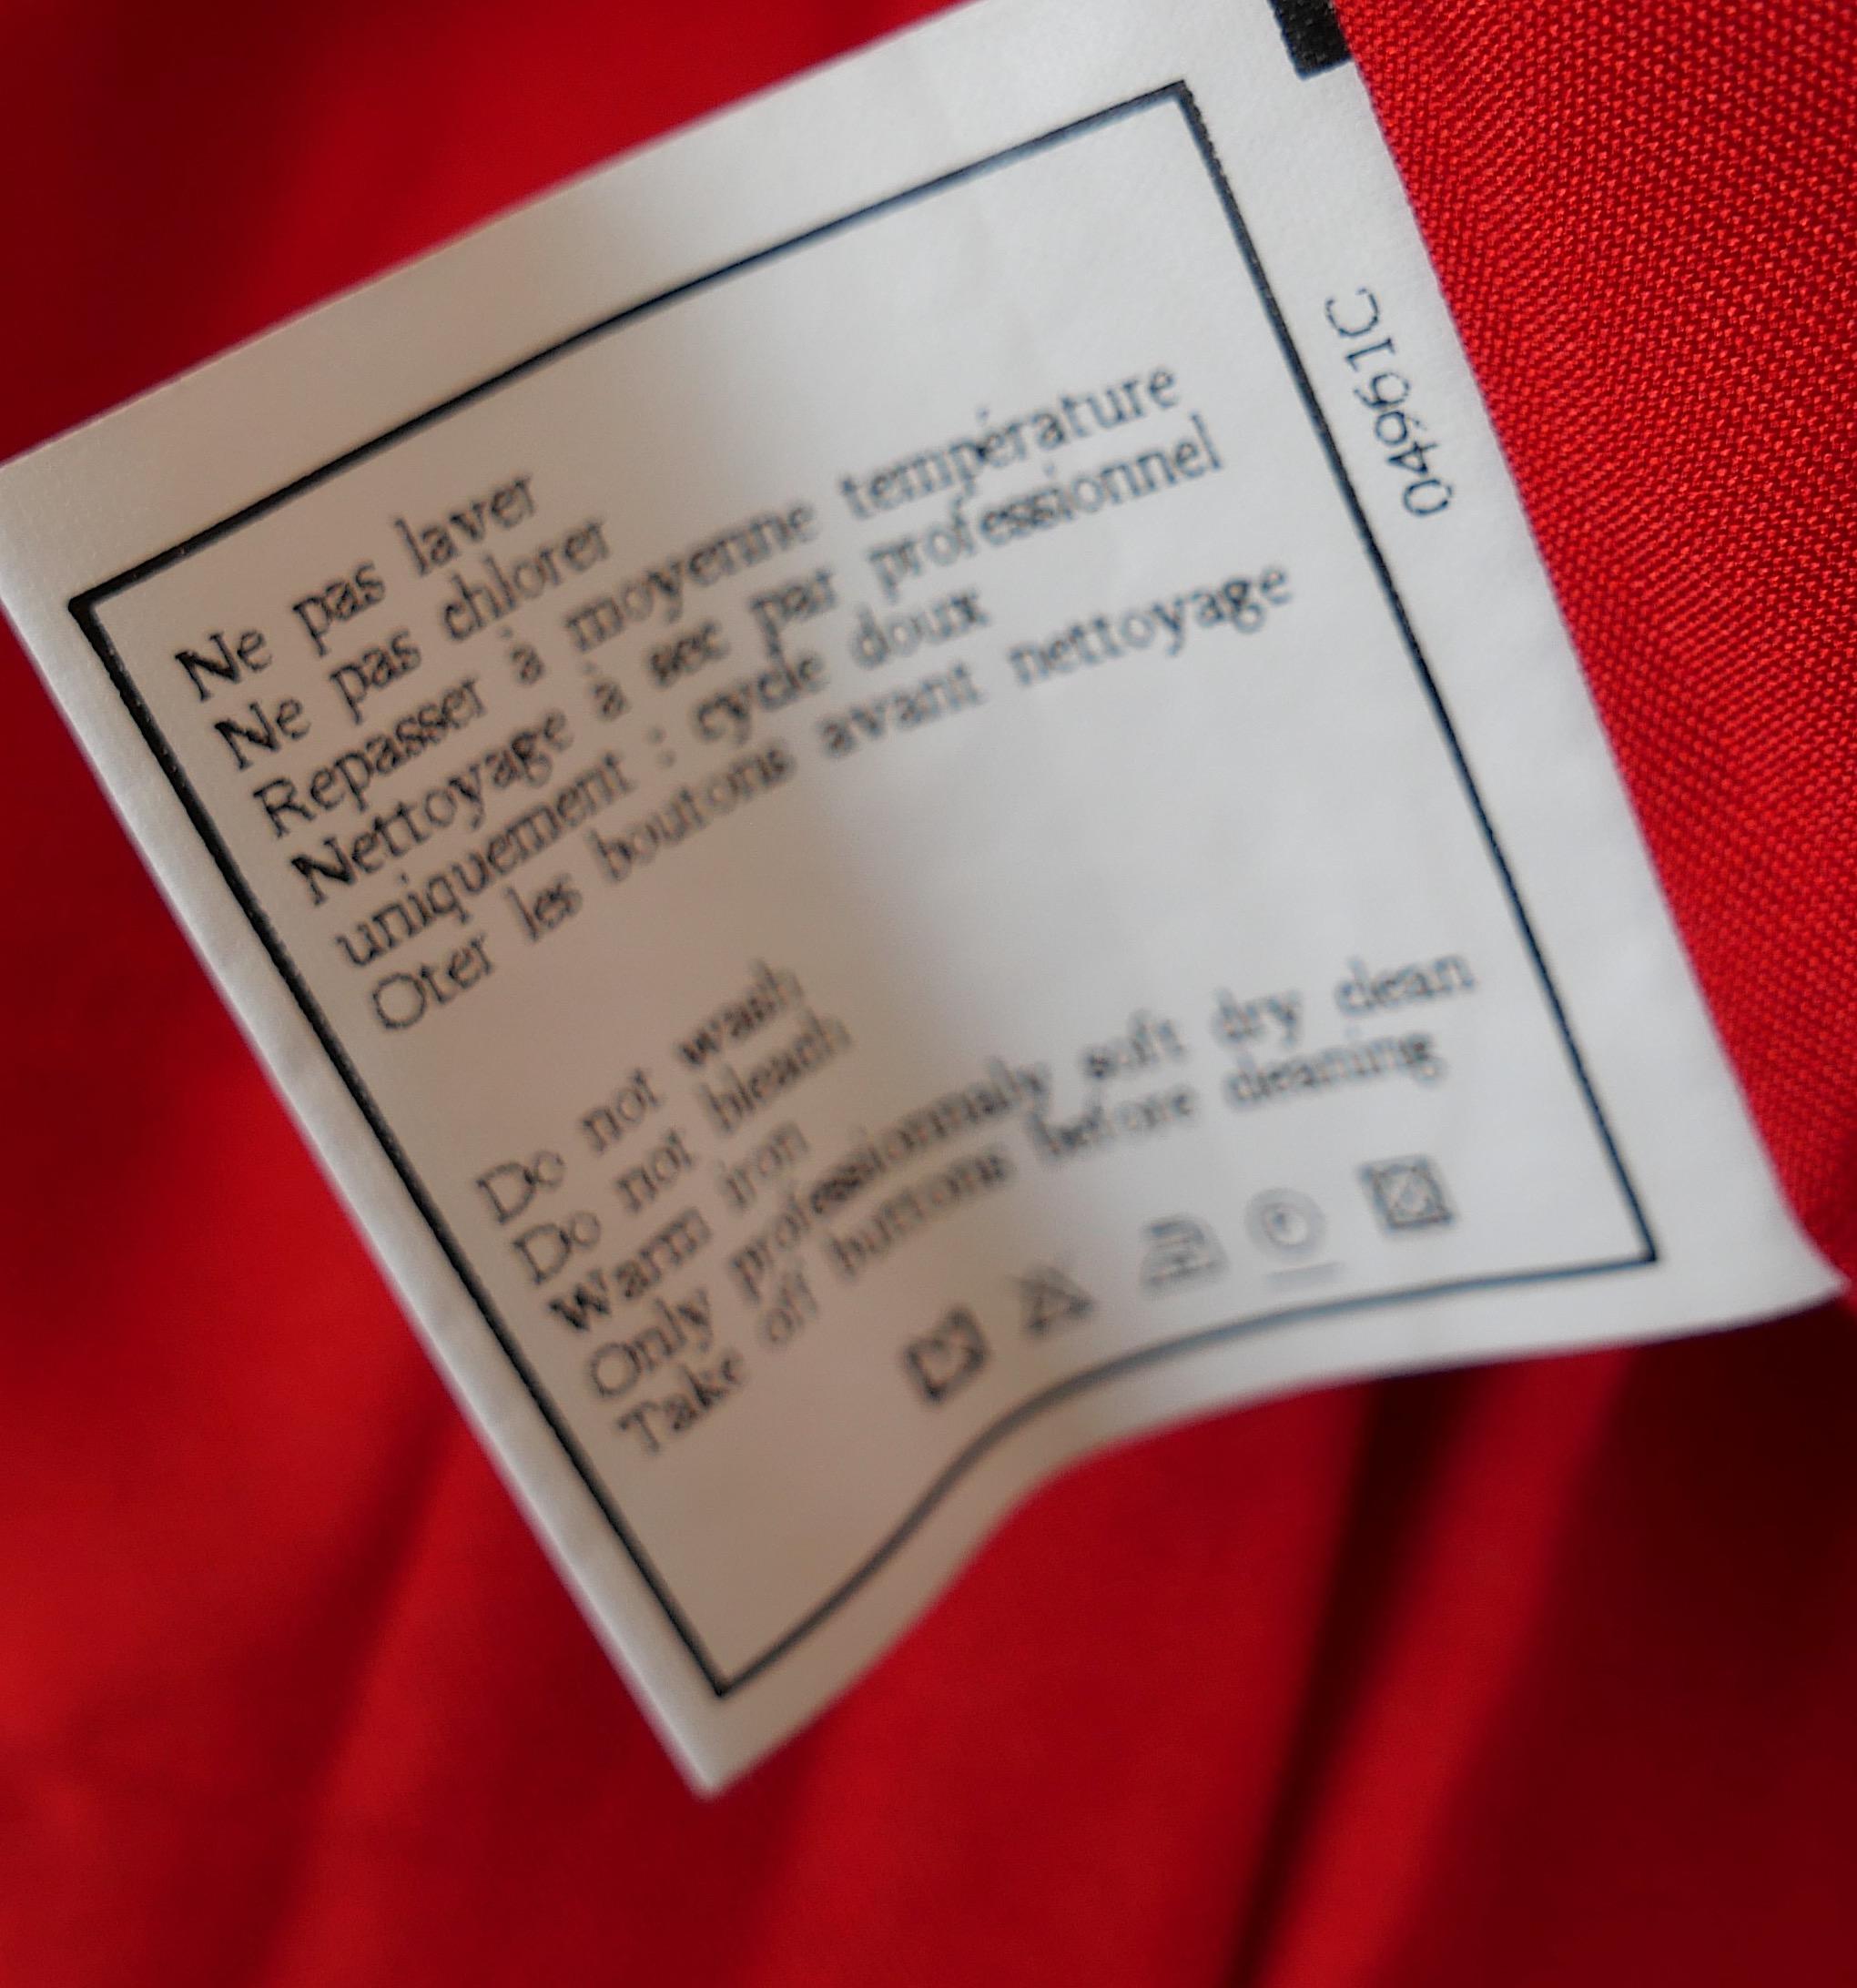 Ne pas laver
Ne pas chlorer
Repasser à moyenne température
Nettoyage à sec par professionnel
uniquement : cycle doux
Oter les boutons avant nettoyage
Do not wash
Do not bleach
Warm iron
Only professionnally soft dry clean
Take off buttons before cleaning
04961C